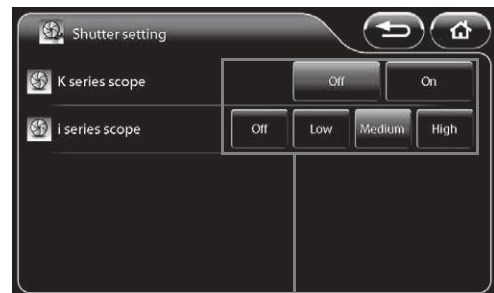 Shutter setting
K series scope Off On
i series scope Off Low Medium High